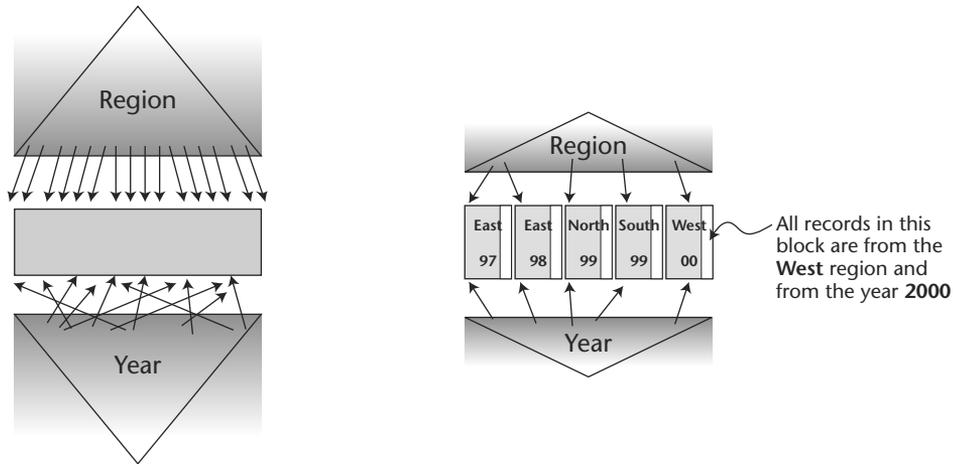 Region
Year
Region
East East North South West
97 98 99 99 00
Year
All records in this
block are from the
West region and
from the year 2000